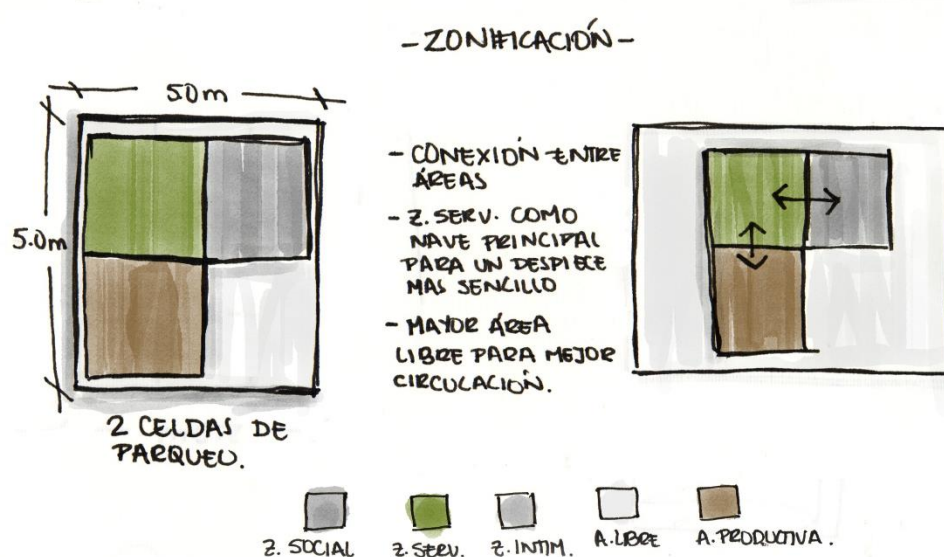 - ZONIFICACIÓN -
5.0m
5.0m
2 CELDAS DE
PARQUEO.
- CONEXIÓN ENTRE
ÁREAS
- Z. SERV. COMO
NAVE PRINCIPAL
PARA UN DESPIECE
MAS SENCILLO
- MAYOR ÁREA
LIBRE PARA MEJOR
CIRCULACIÓN.
Z. SOCIAL
Z. SERV.
Z. INTIM.
A. LIBRE
A. PRODUCTIVA.